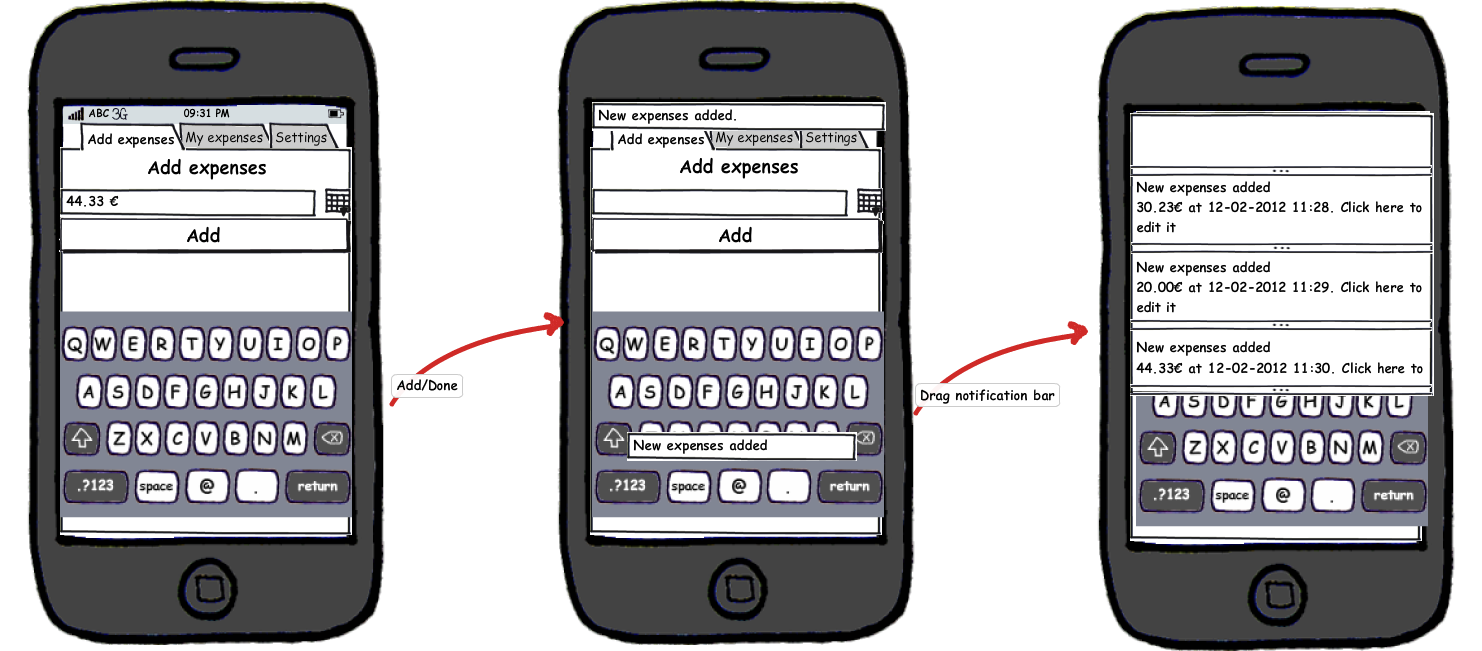 ABC 3G 09:31 PM
Add expenses My expenses Settings
Add expenses
44.33 €
Add
Q W E R T Y U I O P
A S D F G H J K L
Z X C V B N M
.?123 space @ . return
Add/Done
New expenses added.
Add expenses My expenses Settings
Add expenses
Add
Q W E R T Y U I O P
A S D F G H J K L
New expenses added
.?123 space @ . return
Drag notification bar
New expenses added
30.23€ at 12-02-2012 11:28. Click here to
edit it
New expenses added
20.00€ at 12-02-2012 11:29. Click here to
edit it
New expenses added
44.33€ at 12-02-2012 11:30. Click here to
A S D F G H J K L
Z X C V B N M
.?123 space @ . return